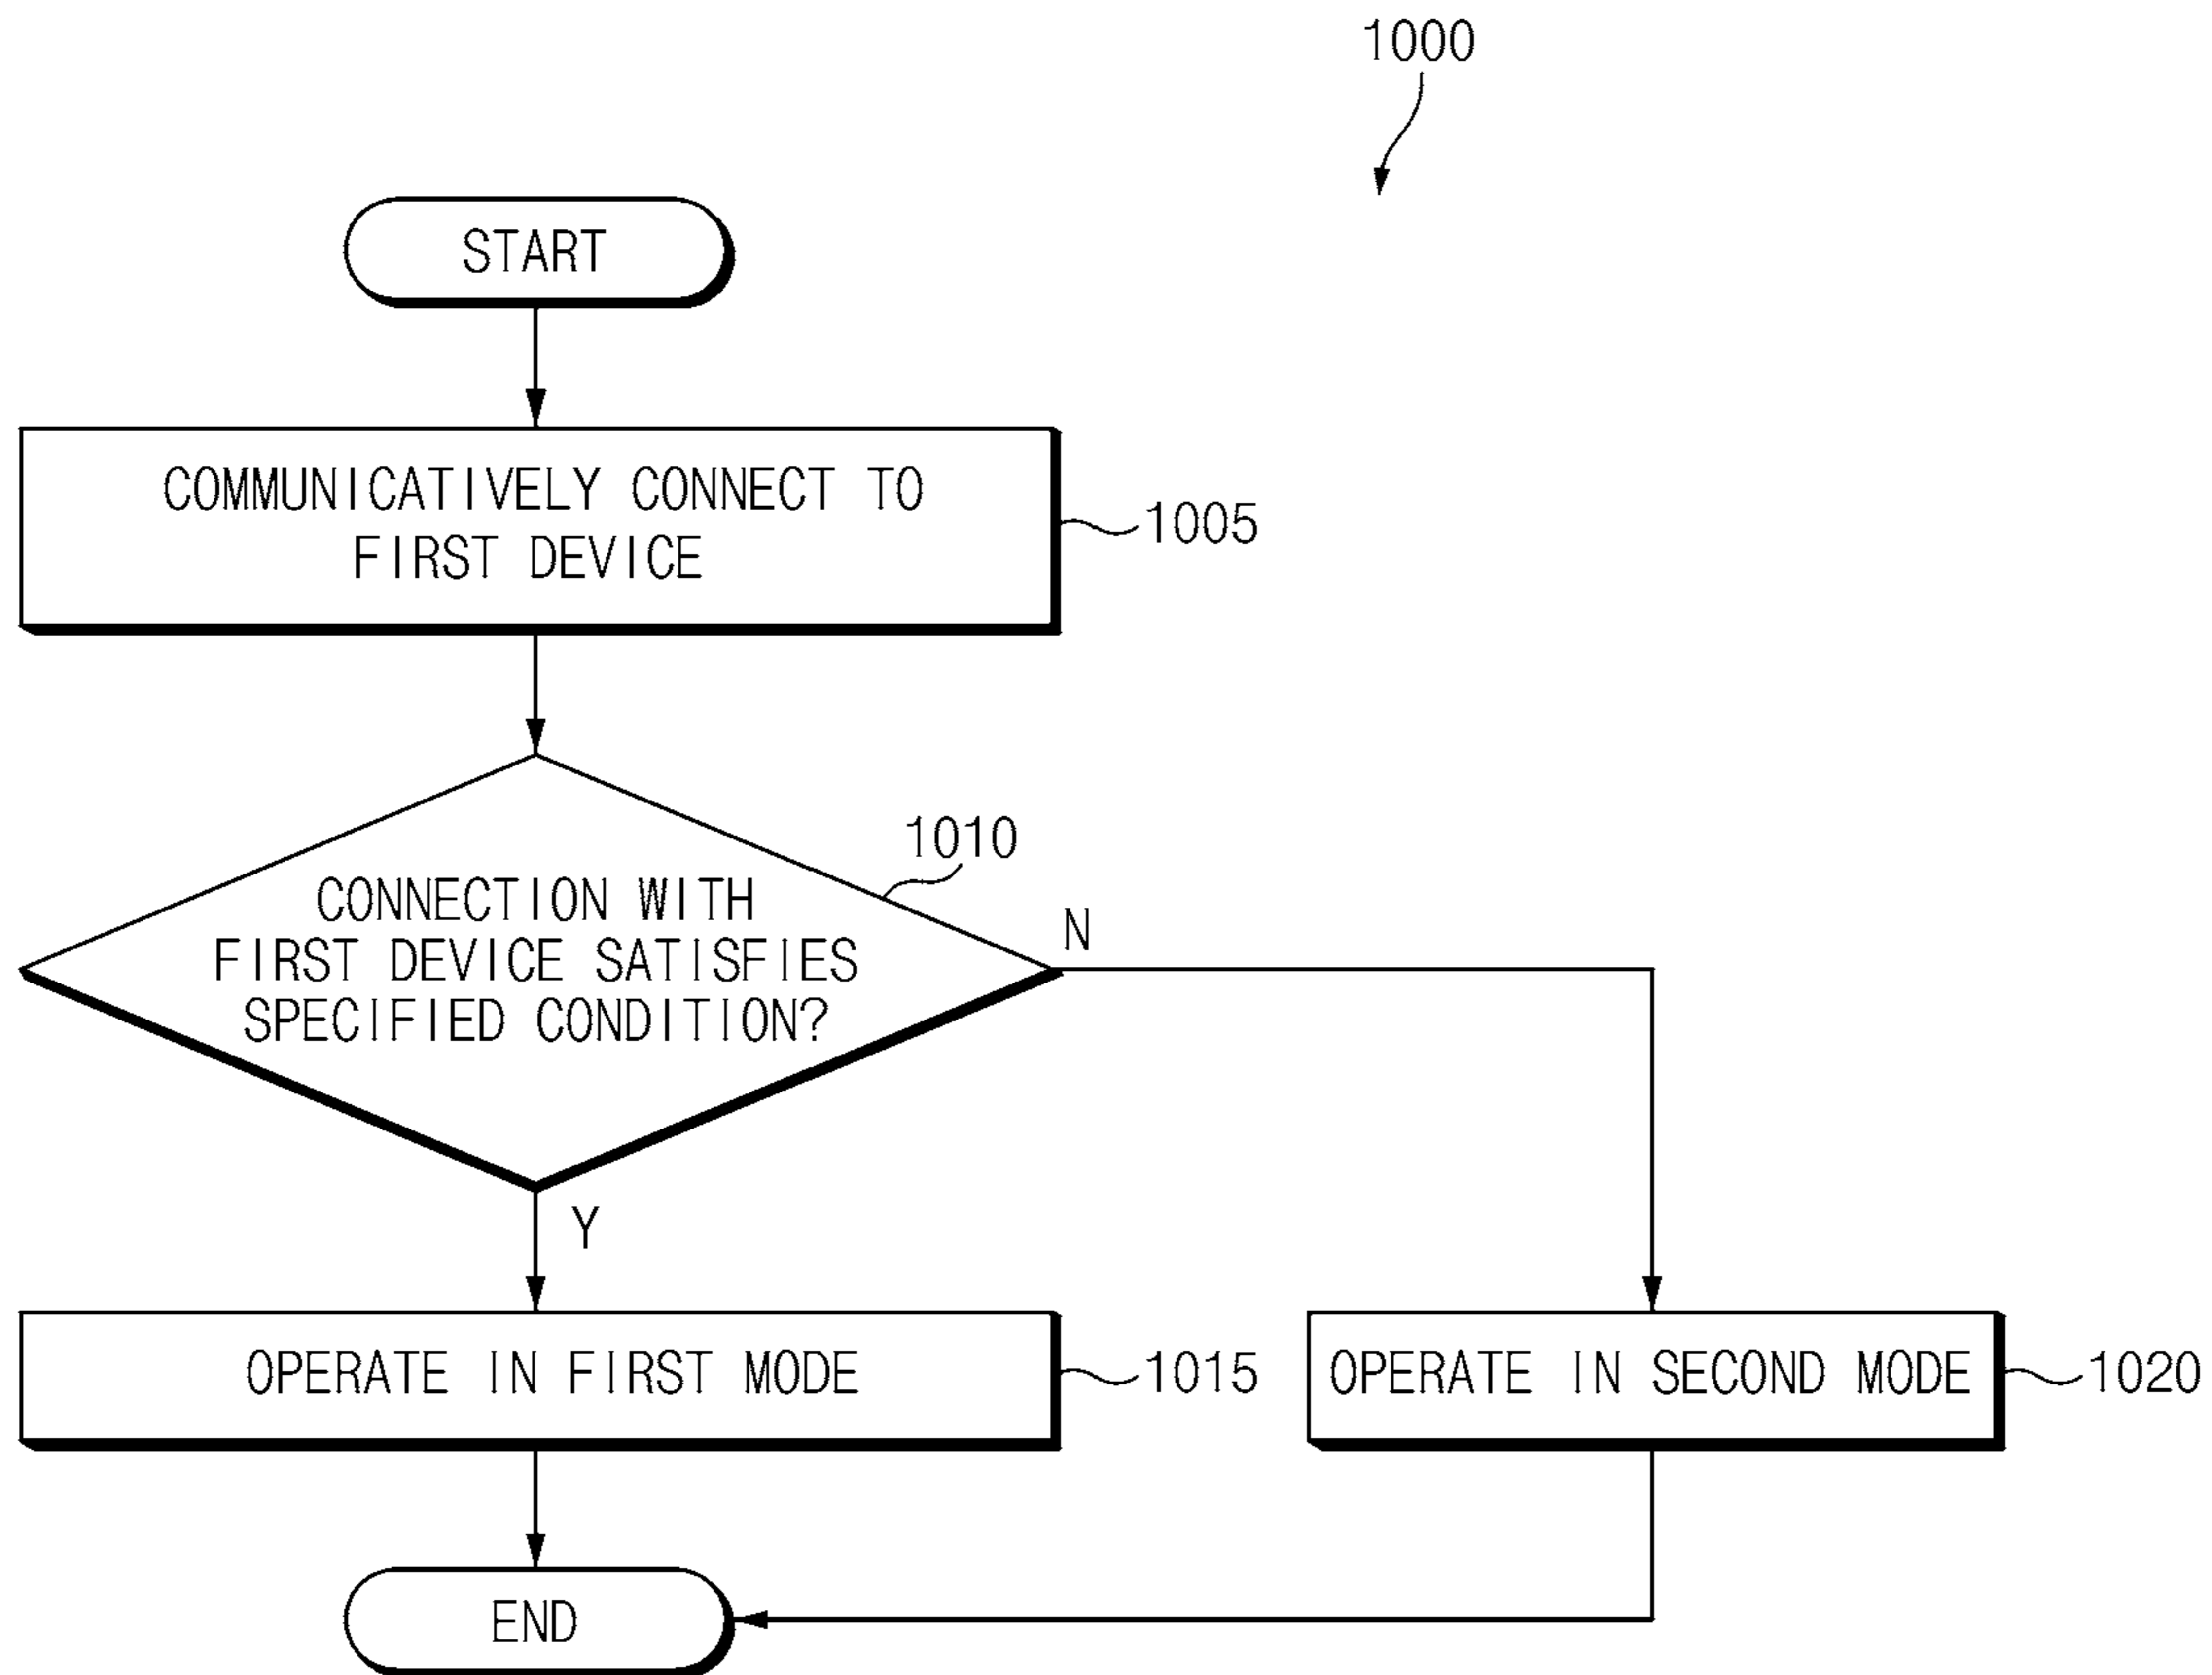 1000
START
COMMUNICATIVELY CONNECT TO
FIRST DEVICE
1005
1010
CONNECTION WITH
FIRST DEVICE SATISFIES
SPECIFIED CONDITION?
N
Y
OPERATE IN FIRST MODE
1015
OPERATE IN SECOND MODE
1020
END